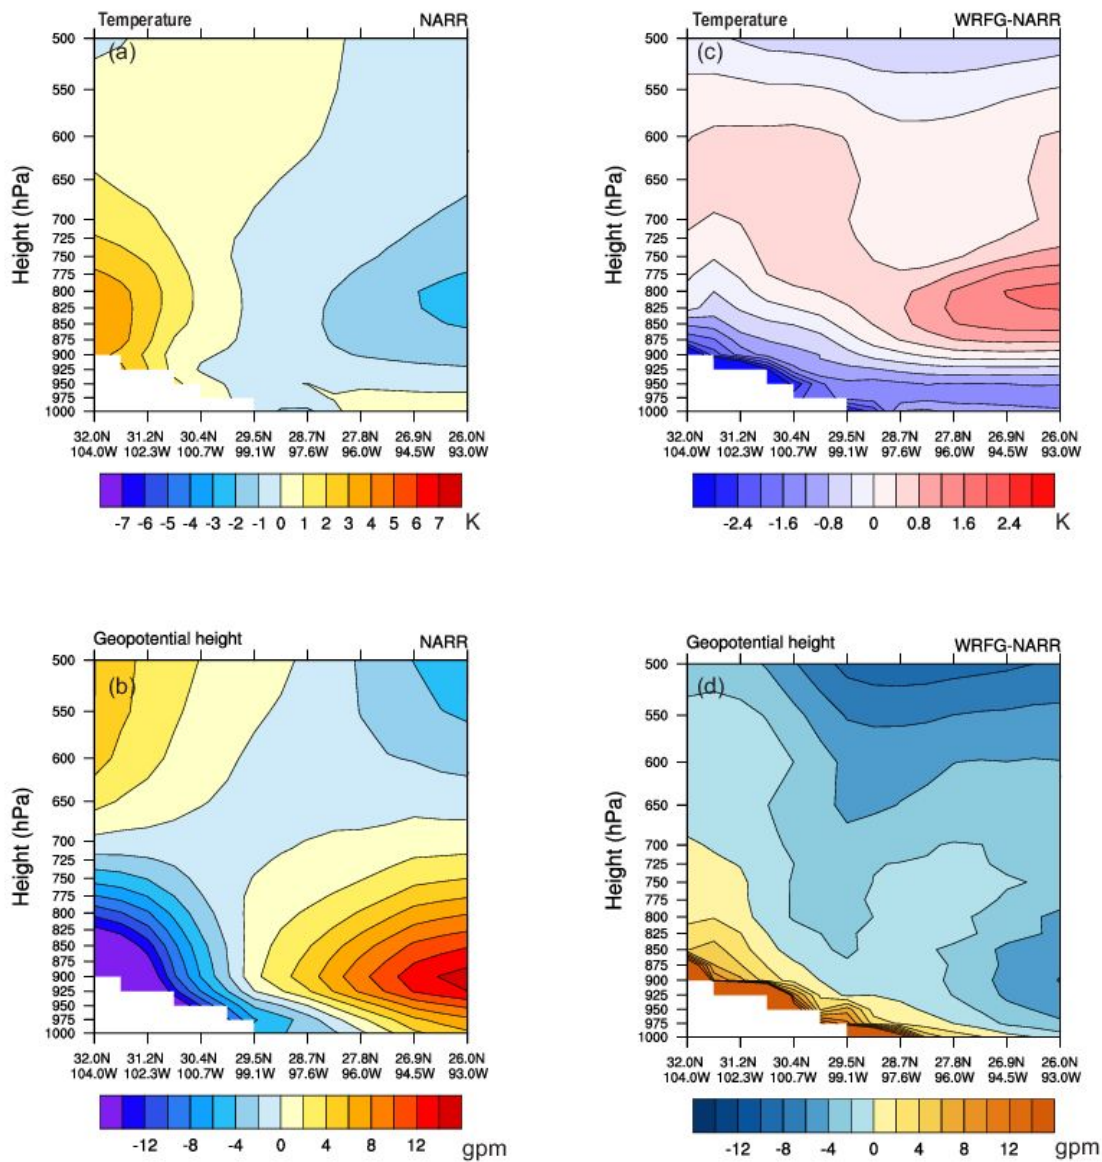 Temperature NARR
(a)
500
550
600
650
700
725
750
775
800
825
850
875
900
925
950
975
1000
Height (hPa)
32.0N 31.2N 30.4N 29.5N 28.7N 27.8N 26.9N 26.0N
104.0W 102.3W 100.7W 99.1W 97.6W 96.0W 94.5W 93.0W
-7 -6 -5 -4 -3 -2 -1 0 1 2 3 4 5 6 7 K
Temperature WRFG-NARR
(c)
500
550
600
650
700
725
750
775
800
825
850
875
900
925
950
975
1000
Height (hPa)
32.0N 31.2N 30.4N 29.5N 28.7N 27.8N 26.9N 26.0N
104.0W 102.3W 100.7W 99.1W 97.6W 96.0W 94.5W 93.0W
-2.4 -1.6 -0.8 0 0.8 1.6 2.4 K
Geopotential height NARR
(b)
500
550
600
650
700
725
750
775
800
825
850
875
900
925
950
975
1000
Height (hPa)
32.0N 31.2N 30.4N 29.5N 28.7N 27.8N 26.9N 26.0N
104.0W 102.3W 100.7W 99.1W 97.6W 96.0W 94.5W 93.0W
-12 -8 -4 0 4 8 12 gpm
Geopotential height WRFG-NARR
(d)
500
550
600
650
700
725
750
775
800
825
850
875
900
925
950
975
1000
Height (hPa)
32.0N 31.2N 30.4N 29.5N 28.7N 27.8N 26.9N 26.0N
104.0W 102.3W 100.7W 99.1W 97.6W 96.0W 94.5W 93.0W
-12 -8 -4 0 4 8 12 gpm